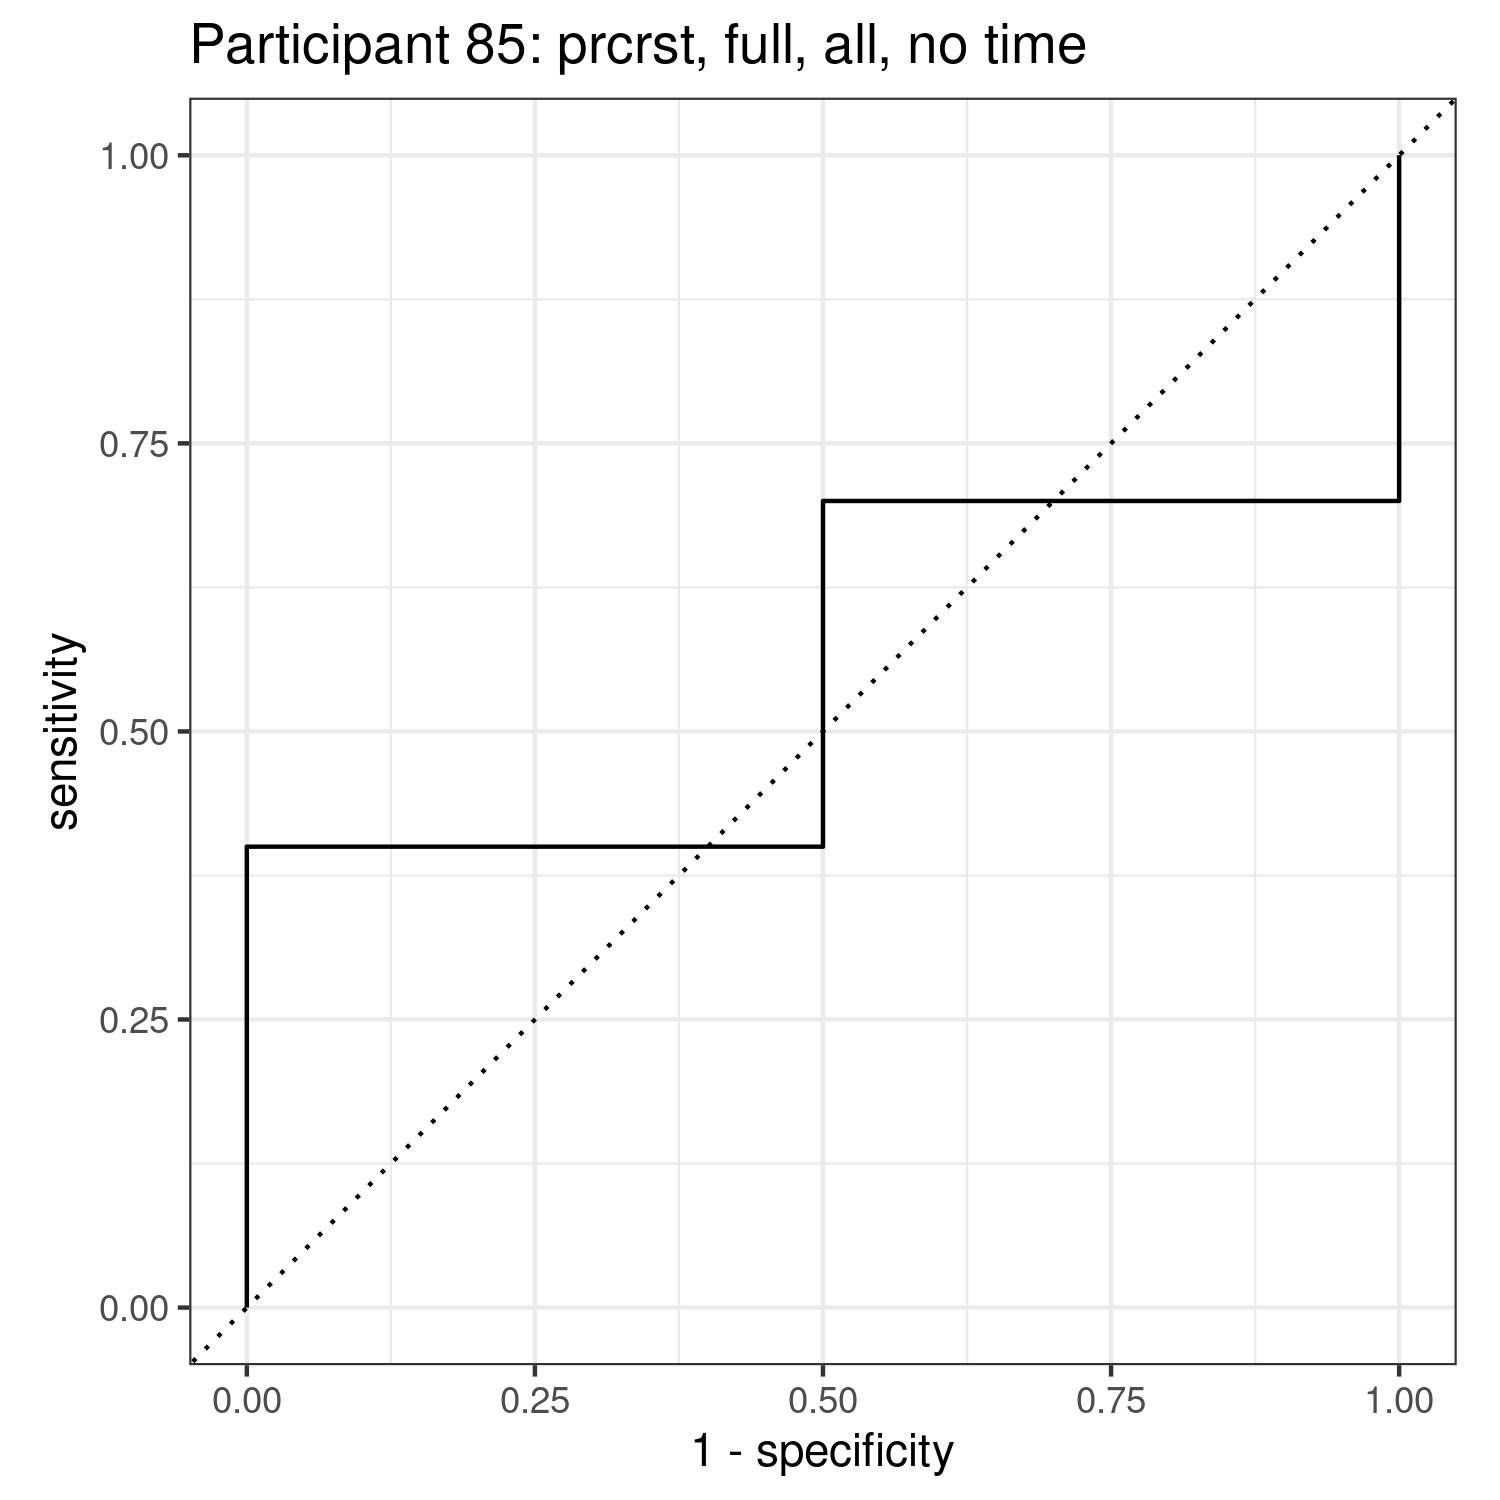 Participant 85: prcrst, full, all, no time
1.00
0.75
0.50
0.25
0.00
sensitivity
0.00 0.25 0.50 0.75 1.00
1 - specificity